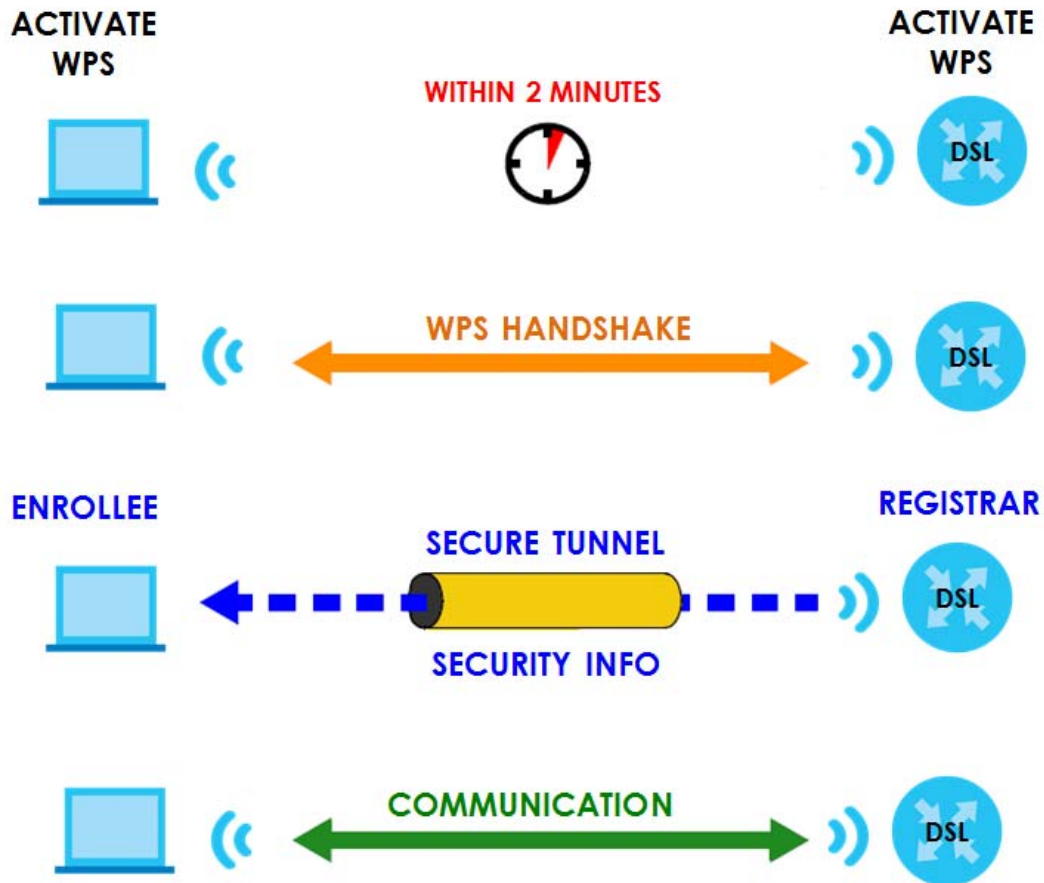 ACTIVATE
WPS
ACTIVATE
WPS
WITHIN 2 MINUTES
DSL
WPS HANDSHAKE
DSL
ENROLLEE
REGISTRAR
SECURE TUNNEL
DSL
SECURITY INFO
COMMUNICATION
DSL